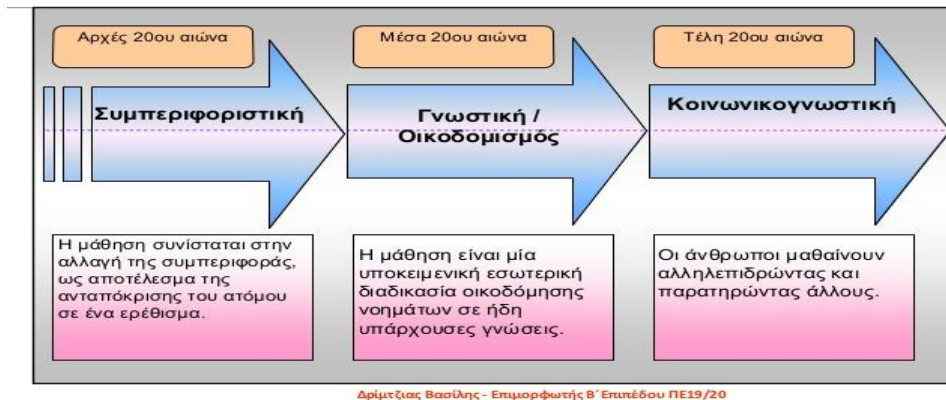 Αρχές 20ου αιώνα
Μέσα 20ου αιώνα
Τέλη 20ου αιώνα
Συμπεριφοριστική
Γνωστική /
Οικοδομισμός
Κοινωνικογνωστική
Η μάθηση συνίσταται στην
αλλαγή της συμπεριφοράς,
ως αποτέλεσμα της
ανταπόκρισης του ατόμου
σε ένα ερέθισμα.
Η μάθηση είναι μία
υποκειμενική εσωτερική
διαδικασία οικοδόμησης
νοημάτων σε ήδη
υπάρχουσες γνώσεις.
Οι άνθρωποι μαθαίνουν
αλληλεπιδρώντας και
παρατηρώντας άλλους.
Δρίμτζιας Βασίλης - Επιμορφωτής Β΄Επιπέδου ΠΕ19/20